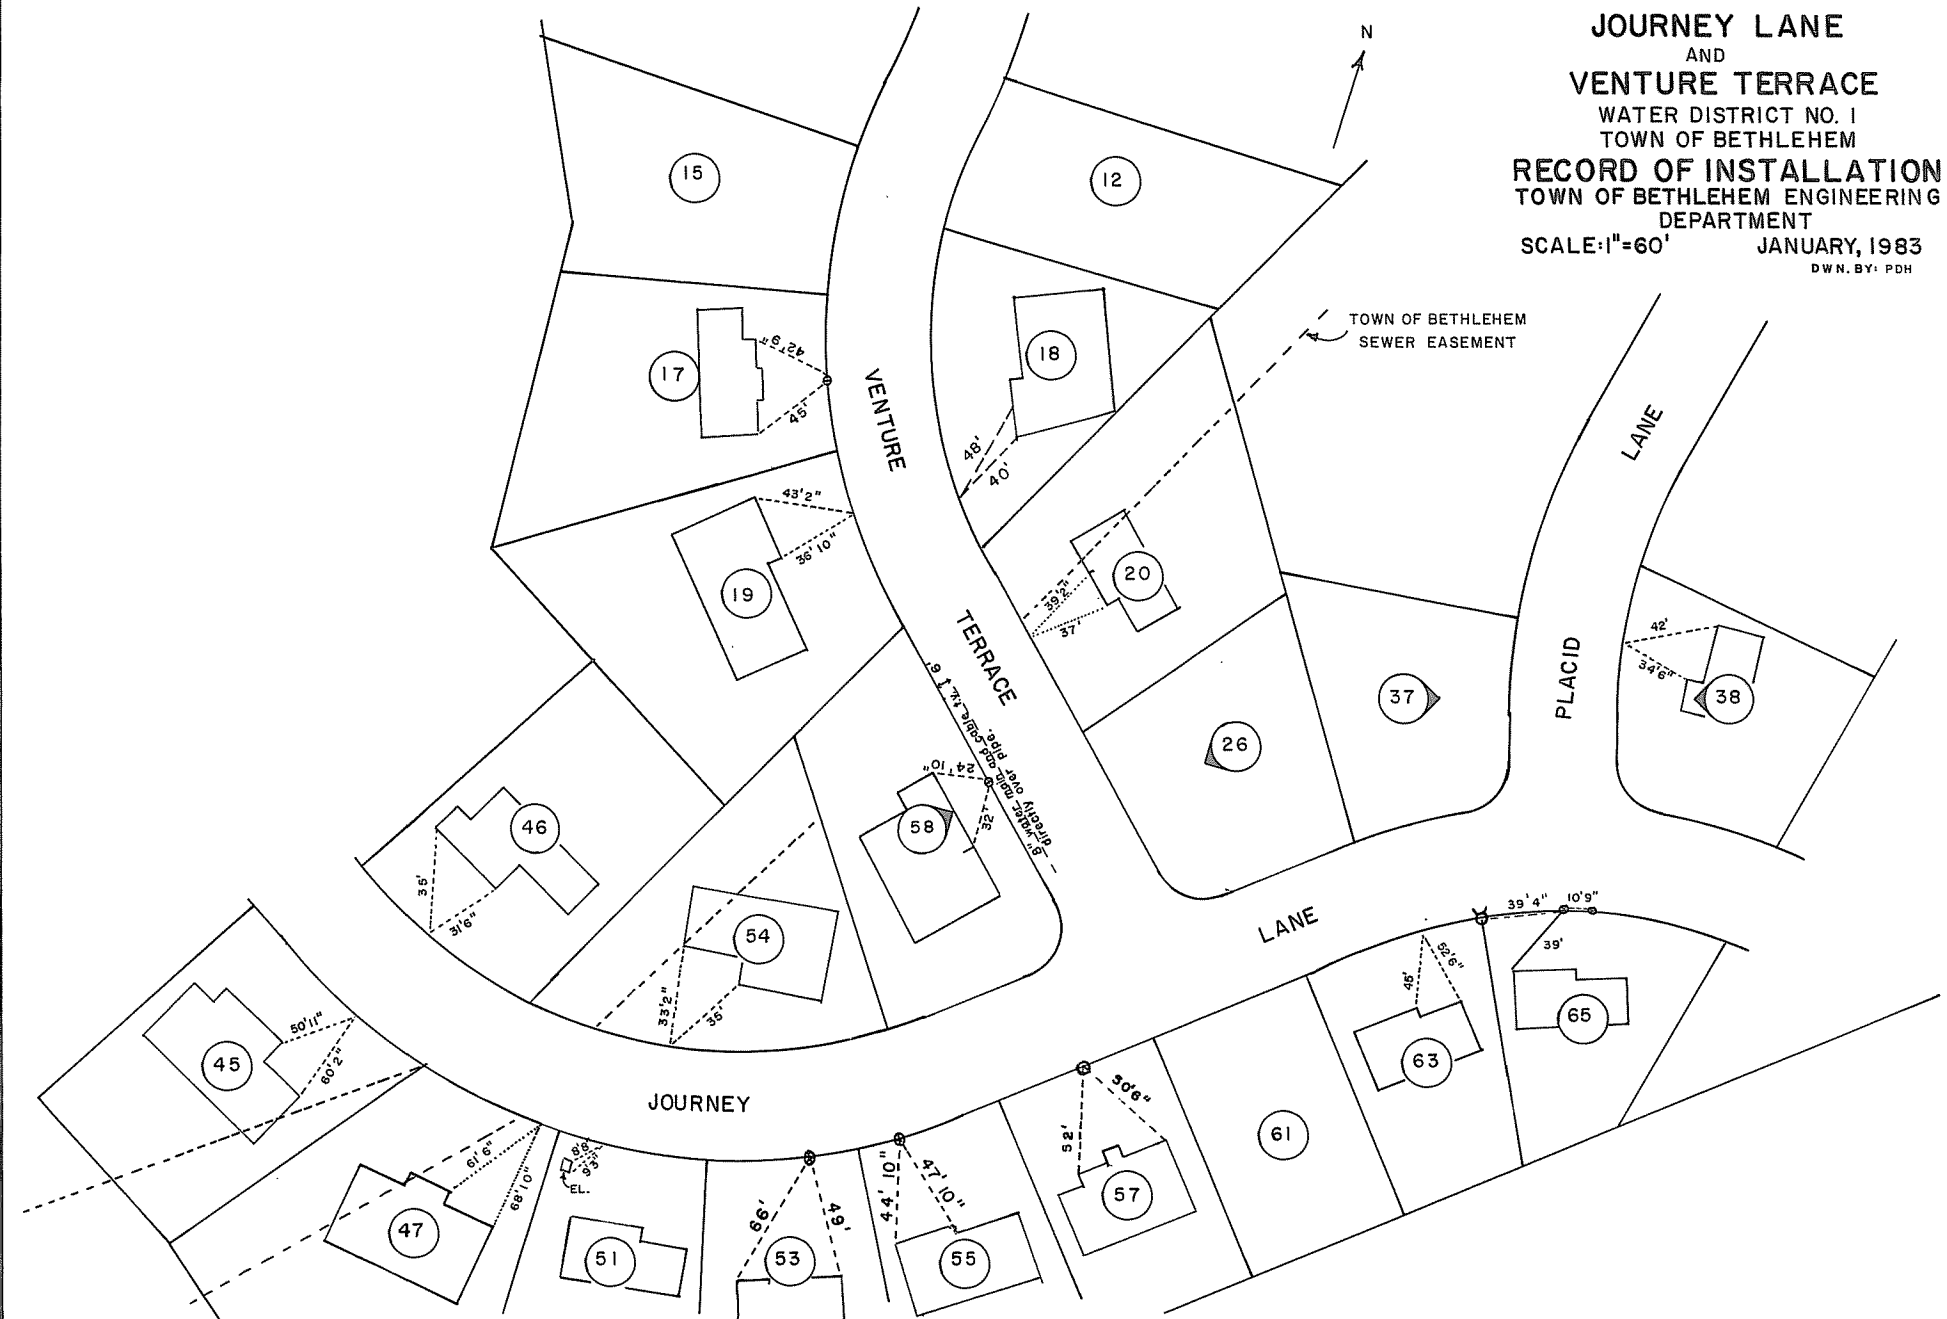 JOURNEY LANE
AND
VENTURE TERRACE
WATER DISTRICT NO. 1
TOWN OF BETHLEHEM
RECORD OF INSTALLATION
TOWN OF BETHLEHEM ENGINEERING
DEPARTMENT
SCALE:1"=60' JANUARY, 1983
DWN. BY: PDH
N
15
12
TOWN OF BETHLEHEM
SEWER EASEMENT
17
42'9"
45'
18
48'
40'
VENTURE
TERRACE
LANE
PLACID
19
43'2"
36'10"
20
39'2"
37'
37
38
42'
34'6"
26
8" water main and cable t.v. ± 9'
directly over pipe.
46
35'
31'6"
58
24'10"
32'
54
33'2"
35'
LANE
39'4"
10'9"
39'
45'
52'6"
63
65
45
50'11"
60'2"
JOURNEY
47
61'6"
68'10"
8'8"
EL.
51
66'
49'
53
44' 10"
47' 10"
55
52'
50'6"
57
61